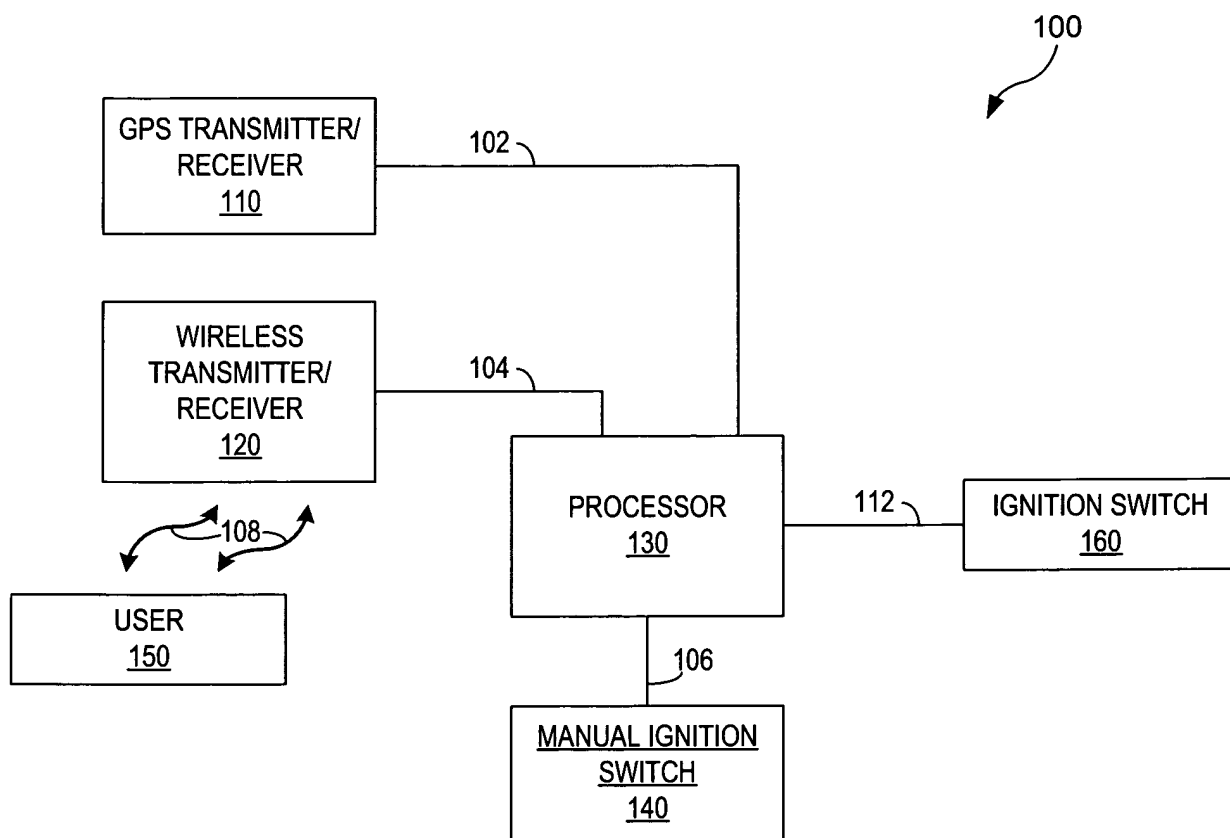 100
GPS TRANSMITTER/
RECEIVER
110
102
WIRELESS
TRANSMITTER/
RECEIVER
120
104
PROCESSOR
130
112
IGNITION SWITCH
160
108
USER
150
106
MANUAL IGNITION
SWITCH
140